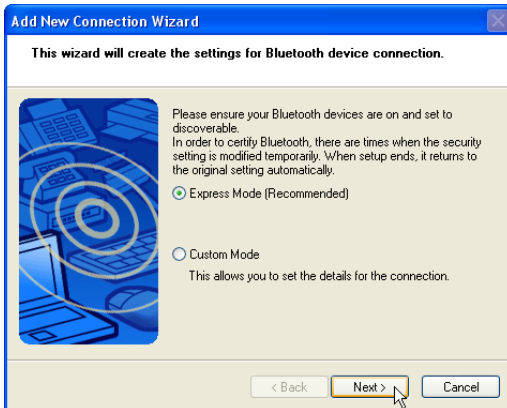 Add New Connection Wizard
This wizard will create the settings for Bluetooth device connection.
Please ensure your Bluetooth devices are on and set to
discoverable.
In order to certify Bluetooth, there are times when the security
setting is modified temporarily. When setup ends, it returns to
the original setting automatically.
Express Mode (Recommended)
Custom Mode
This allows you to set the details for the connection.
< Back
Next >
Cancel